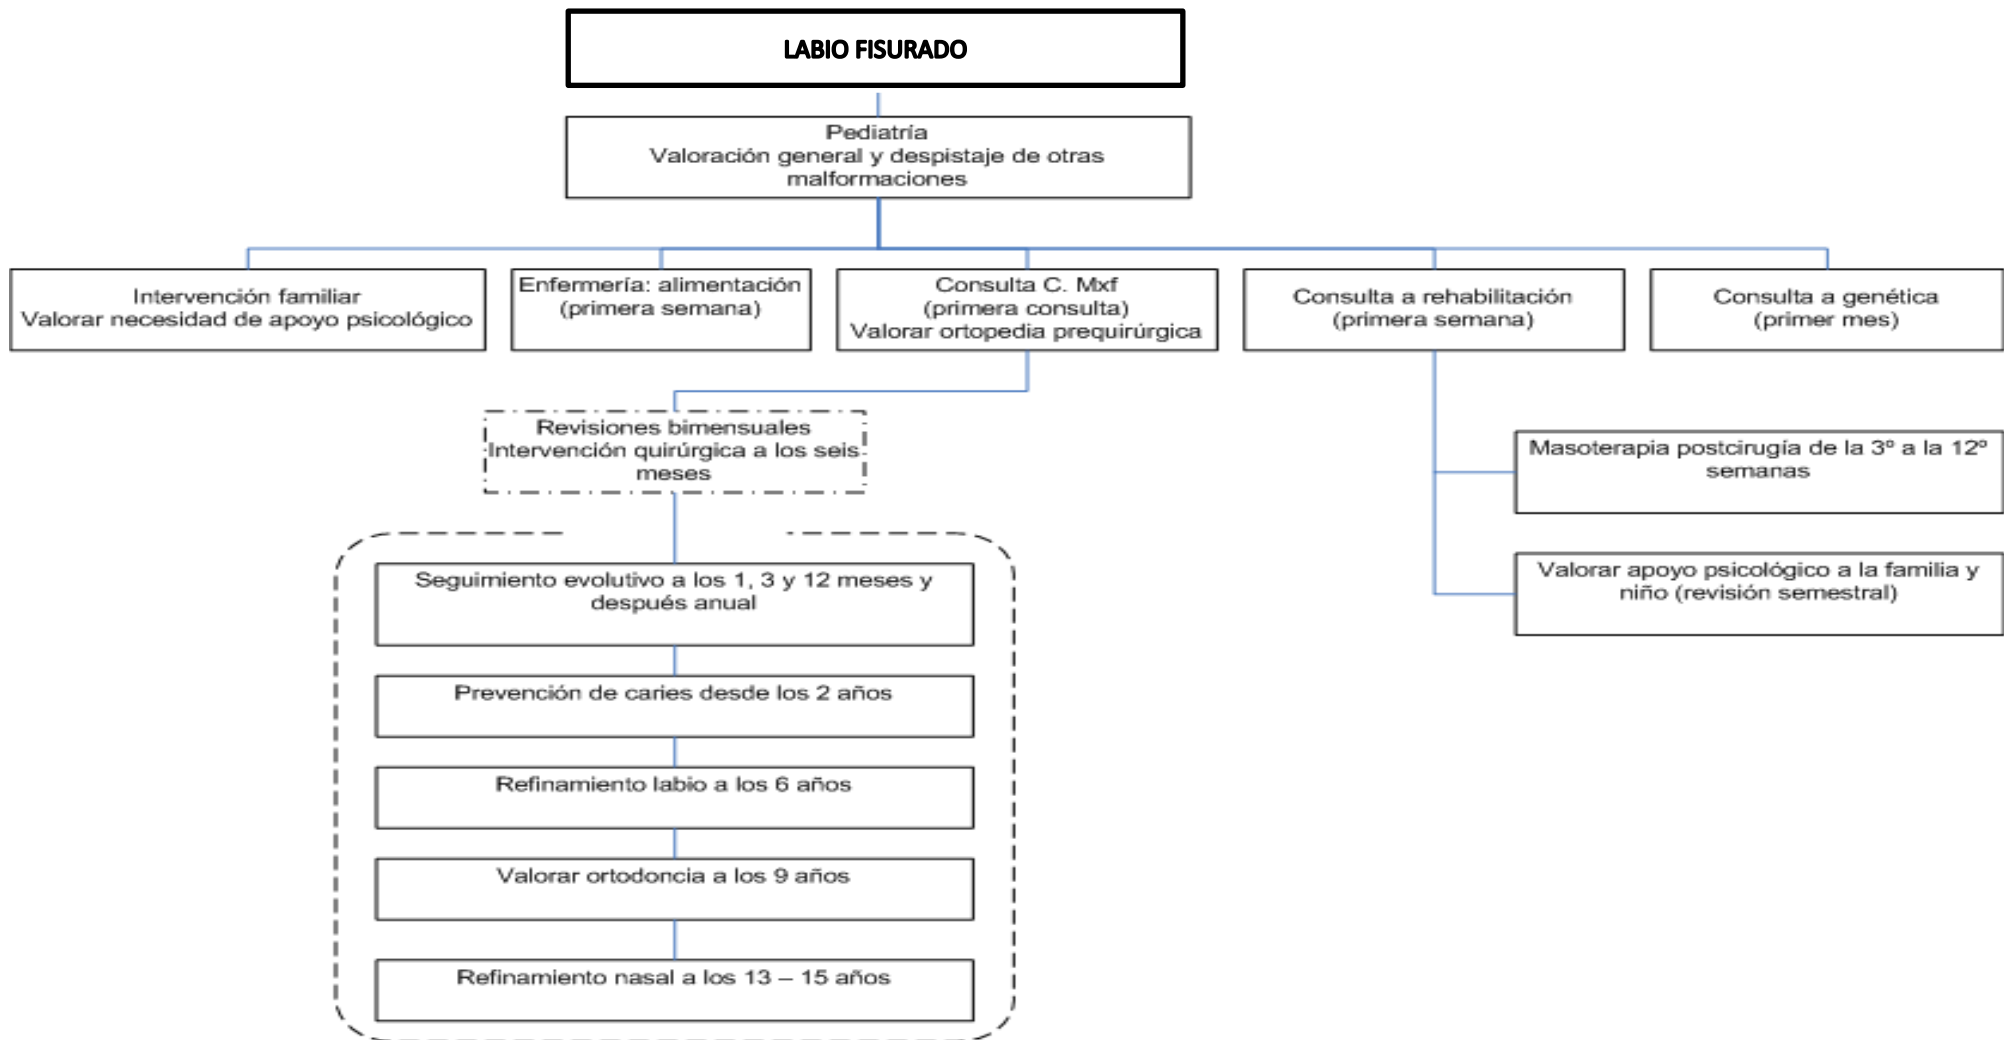 LABIO FISURADO
Pediatría
Valoración general y despistaje de otras
malformaciones
Intervención familiar
Valorar necesidad de apoyo psicológico
Enfermería: alimentación
(primera semana)
Consulta C. Mxf
(primera consulta)
Valorar ortopedia prequirúrgica
Consulta a rehabilitación
(primera semana)
Consulta a genética
(primer mes)
Revisiones bimensuales
Intervención quirúrgica a los seis
meses
Masoterapia postcirugía de la 3º a la 12º
semanas
Valorar apoyo psicológico a la familia y
niño (revisión semestral)
Seguimiento evolutivo a los 1, 3 y 12 meses y
después anual
Prevención de caries desde los 2 años
Refinamiento labio a los 6 años
Valorar ortodoncia a los 9 años
Refinamiento nasal a los 13 – 15 años